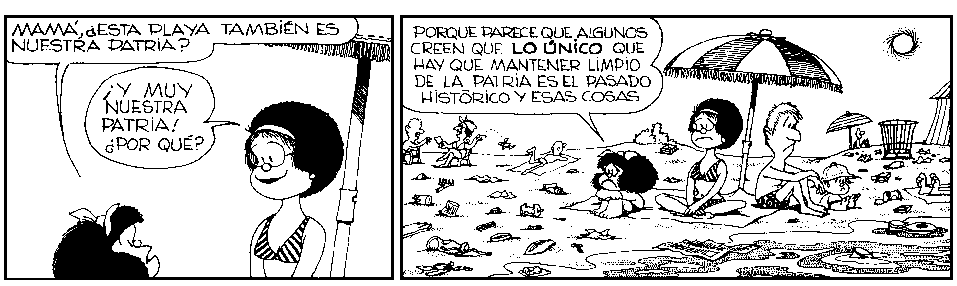 MAMÁ, ¿ESTA PLAYA TAMBIÉN ES
NUESTRA PATRIA?
¡Y MUY
NUESTRA
PATRIA!
¿POR QUÉ?
PORQUE PARECE QUE ALGUNOS
CREEN QUE LO ÚNICO QUE
HAY QUE MANTENER LIMPIO
DE LA PATRIA ES EL PASADO
HISTÓRICO Y ESAS COSAS